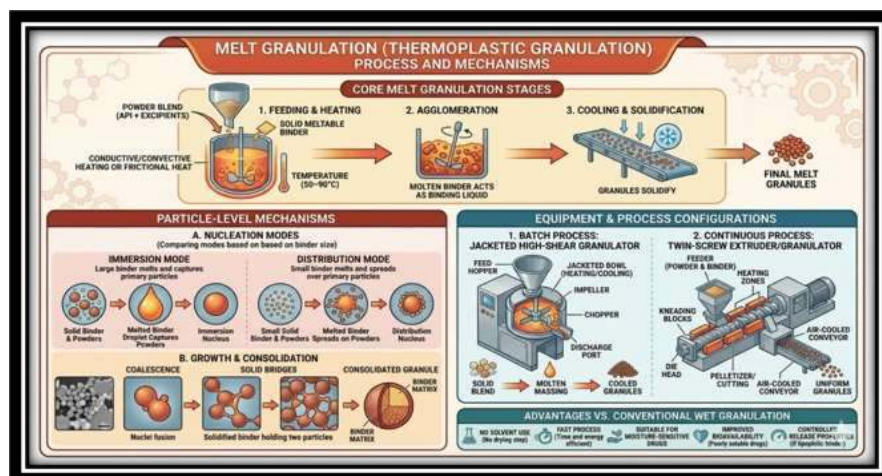 MELT GRANULATION (THERMOPLASTIC GRANULATION)
PROCESS AND MECHANISMS
CORE MELT GRANULATION STAGES
POWDER BLEND
(API + EXCIPIENTS)
1. FEEDING & HEATING
SOLID MELTABLE
BINDER
CONDUCTIVE/CONVECTIVE
HEATING OR FRICTIONAL HEAT
TEMPERATURE
(50–90°C)
2. AGGLOMERATION
MOLTEN BINDER ACTS
AS BINDING LIQUID
3. COOLING & SOLIDIFICATION
GRANULES SOLIDIFY
FINAL MELT
GRANULES
PARTICLE-LEVEL MECHANISMS
A. NUCLEATION MODES
(Comparing modes based on based on binder size)
IMMERSION MODE
Large binder melts and captures
primary particles
Solid Binder
& Powders
Melted Binder
Droplet Captures
Powders
Immersion
Nucleus
DISTRIBUTION MODE
Small binder melts and spreads
over primary particles
Small Solid
Binder & Powders
Melted Binder
Spreads on Powders
Distribution
Nucleus
B. GROWTH & CONSOLIDATION
COALESCENCE
Nuclei fusion
SOLID BRIDGES
Solidified binder holding two particles
CONSOLIDATED GRANULE
BINDER
MATRIX
BINDER
MATRIX
EQUIPMENT & PROCESS CONFIGURATIONS
1. BATCH PROCESS:
JACKETED HIGH-SHEAR GRANULATOR
FEED
HOPPER
JACKETED BOWL
(HEATING/COOLING)
IMPELLER
CHOPPER
DISCHARGE
PORT
SOLID
BLEND
MOLTEN
MASSING
COOLED
GRANULES
2. CONTINUOUS PROCESS:
TWIN-SCREW EXTRUDER/GRANULATOR
FEEDER
(POWDER & BINDER)
HEATING
ZONES
KNEADING
BLOCKS
AIR-COOLED
CONVEYOR
DIE
HEAD
PELLETIZER/
CUTTING
AIR-COOLED
CONVEYOR
UNIFORM
GRANULES
ADVANTAGES VS. CONVENTIONAL WET GRANULATION
NO SOLVENT USE
(No drying step)
FAST PROCESS
(Time and energy
efficient)
SUITABLE FOR
MOISTURE-SENSITIVE
DRUGS
IMPROVED
BIOAVAILABILITY
(Poorly soluble drugs)
CONTROLLED
RELEASE
(If lipophilic